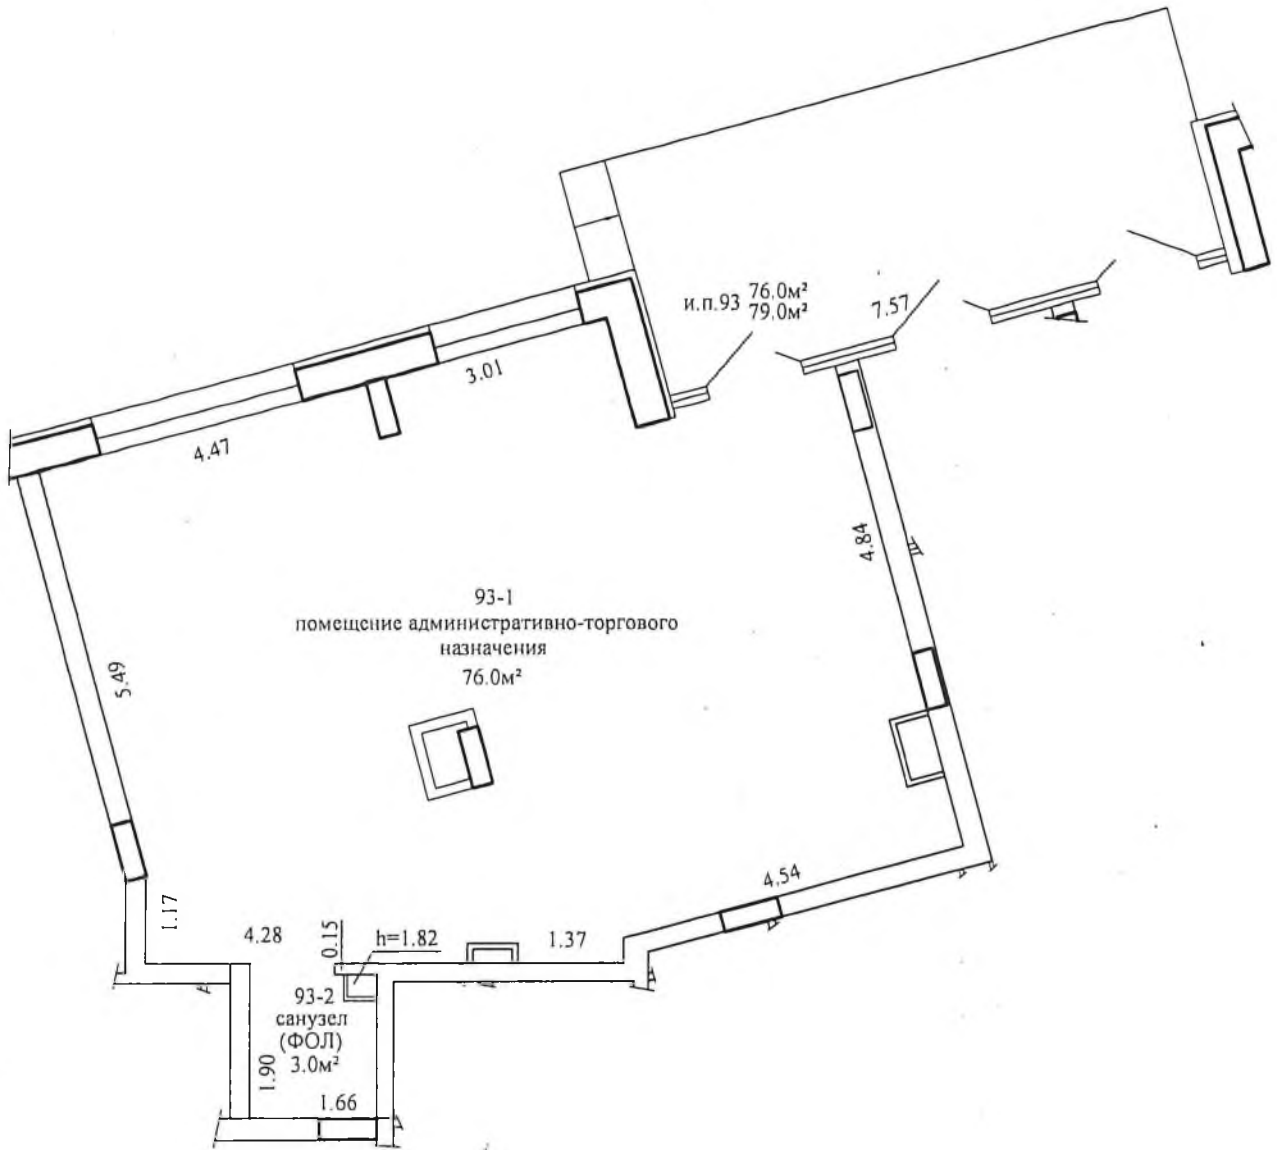 и.п.93 76,0м²
79,0м²
7.57
3.01
4.47
4.84
93-1
помещение административно-торгового
назначения
76.0м²
5.49
4.54
1.17
4.28
0.15
h=1.82
1.37
93-2
санузел
(ФОЛ)
3.0м²
1.90
1.66